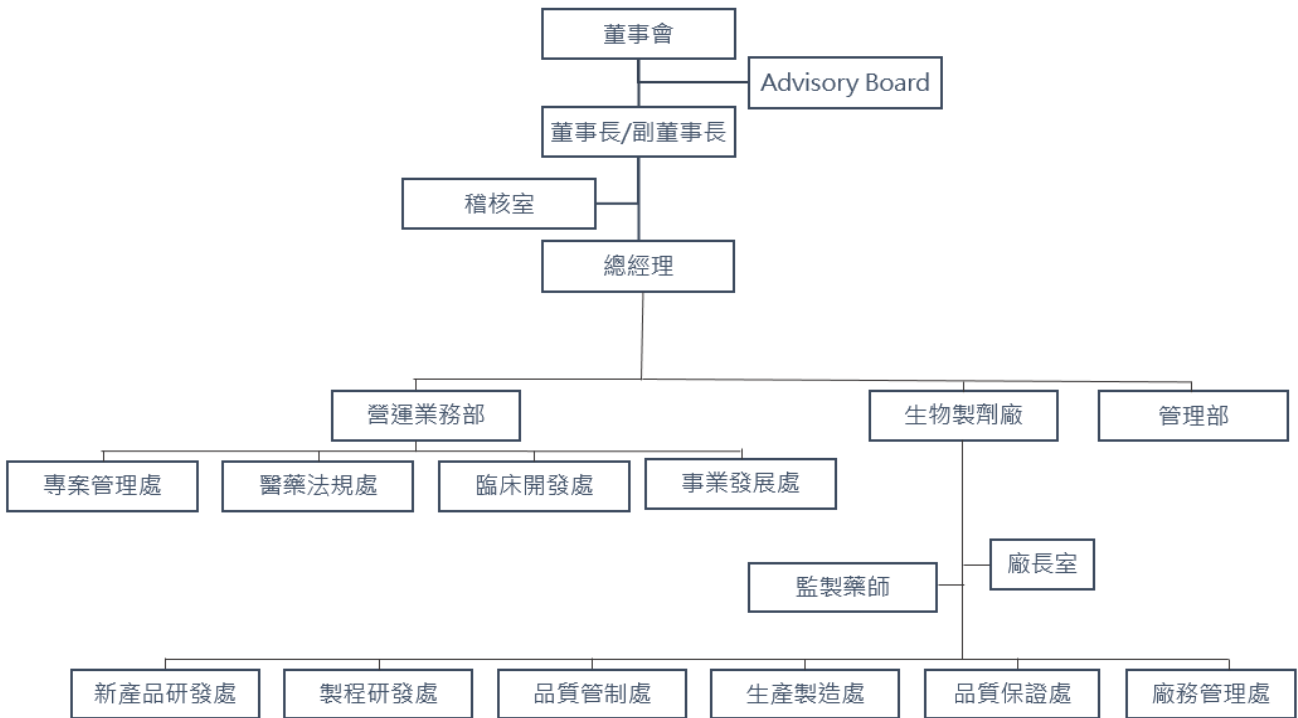 董事會
Advisory Board
董事長/副董事長
稽核室
總經理
營運業務部
生物製劑廠
管理部
專案管理處
醫藥法規處
臨床開發處
事業發展處
廠長室
監製藥師
新產品研發處
製程研發處
品質管制處
生產製造處
品質保證處
廠務管理處